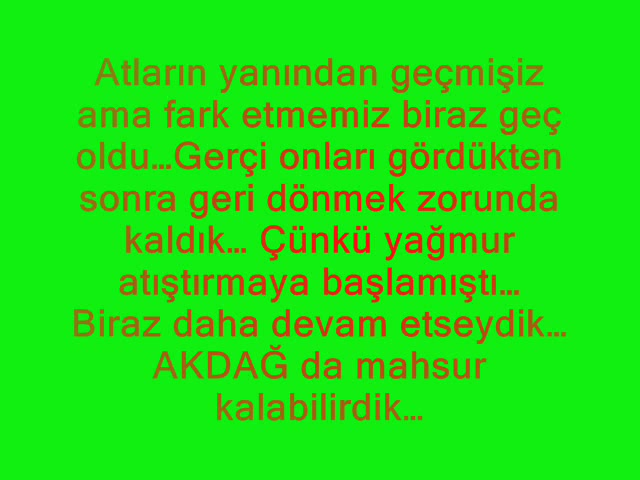 Atların yanından geçmişiz
ama fark etmemiz biraz geç
oldu...Gerçi onları gördükten
sonra geri dönmek zorunda
kaldık... Çünkü yağmur
atıştırmaya başlamıştı...
Biraz daha devam etseydik...
AKDAĞ da mahsur
kalabilirdik...